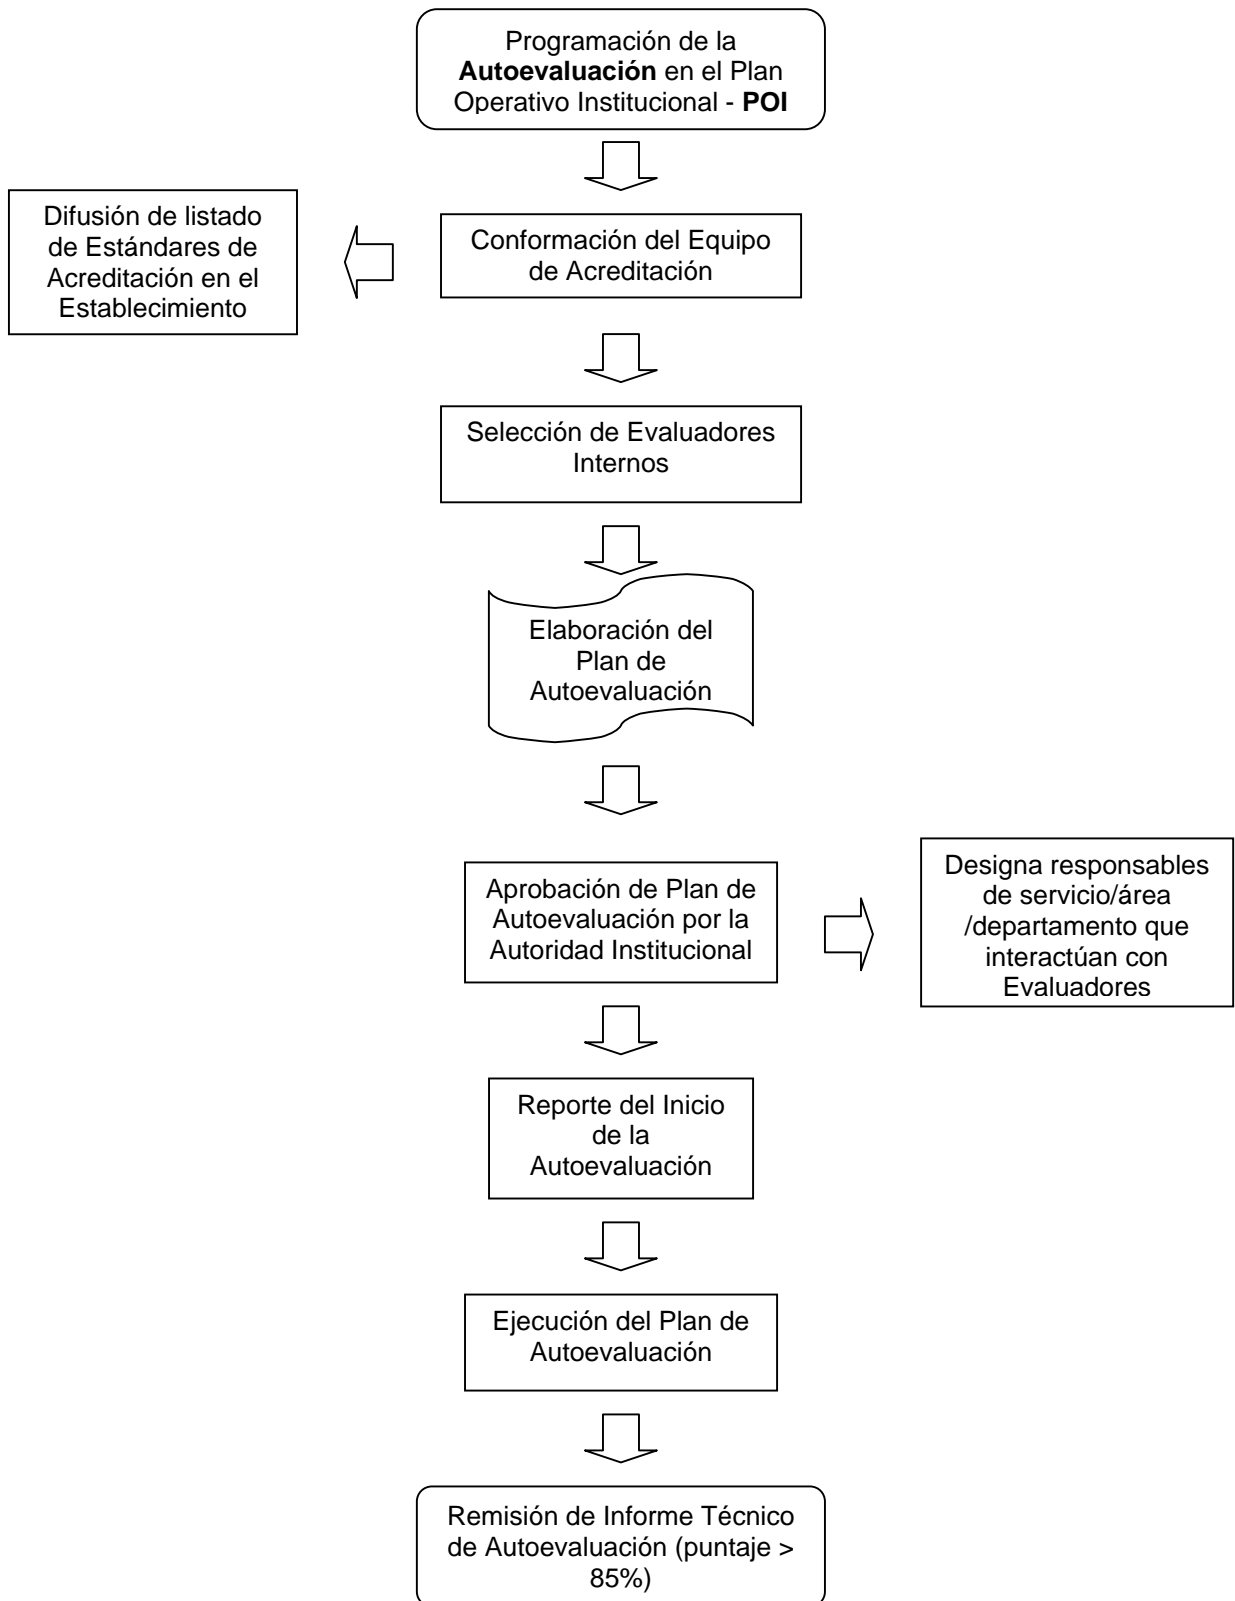 Programación de la
Autoevaluación en el Plan
Operativo Institucional - POI
Difusión de listado
de Estándares de
Acreditación en el
Establecimiento
Conformación del Equipo
de Acreditación
Selección de Evaluadores
Internos
Elaboración del
Plan de
Autoevaluación
Aprobación de Plan de
Autoevaluación por la
Autoridad Institucional
Designa responsables
de servicio/área
/departamento que
interactúan con
Evaluadores
Reporte del Inicio
de la
Autoevaluación
Ejecución del Plan de
Autoevaluación
Remisión de Informe Técnico
de Autoevaluación (puntaje >
85%)